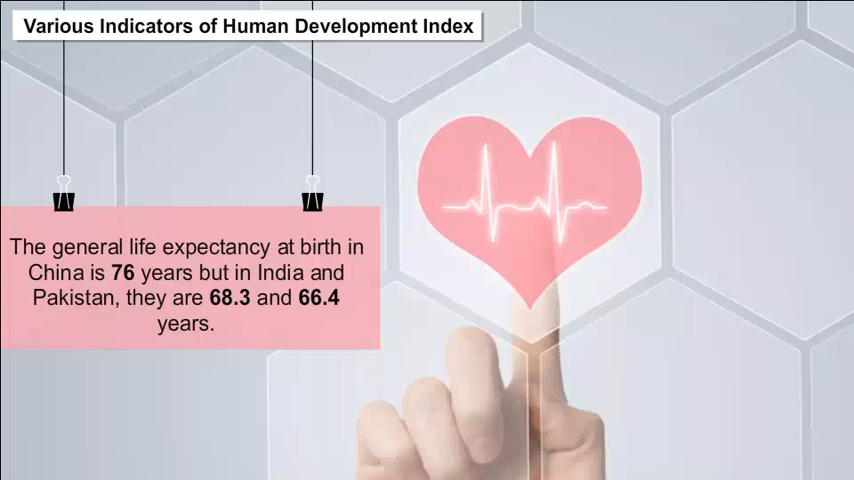 Various Indicators of Human Development Index
The general life expectancy at birth in
China is 76 years but in India and
Pakistan, they are 68.3 and 66.4
years.